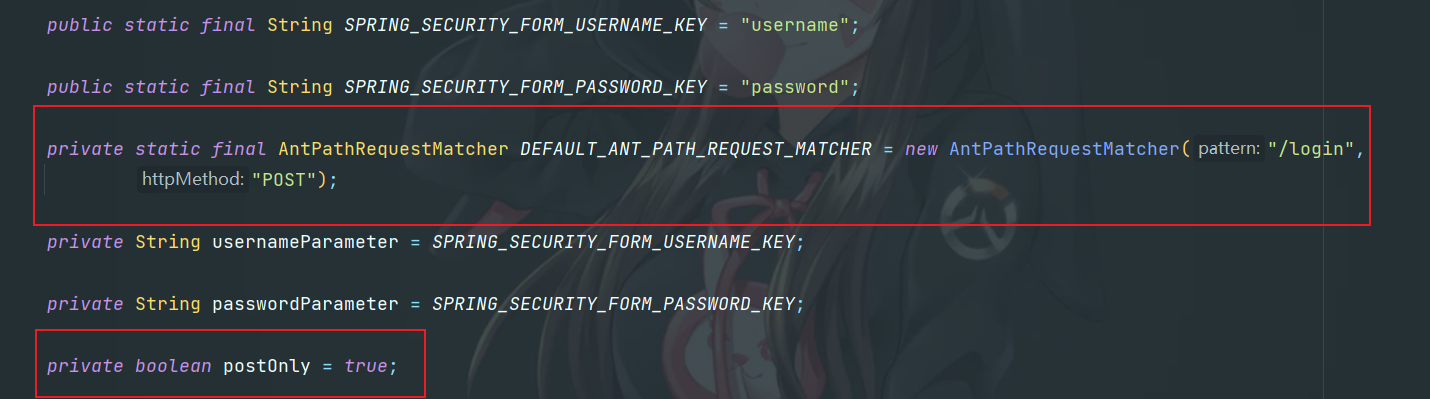 public static final String SPRING_SECURITY_FORM_USERNAME_KEY = "username";
public static final String SPRING_SECURITY_FORM_PASSWORD_KEY = "password";
private static final AntPathRequestMatcher DEFAULT_ANT_PATH_REQUEST_MATCHER = new AntPathRequestMatcher( pattern: "/login",
httpMethod: "POST");
private String usernameParameter = SPRING_SECURITY_FORM_USERNAME_KEY;
private String passwordParameter = SPRING_SECURITY_FORM_PASSWORD_KEY;
private boolean postOnly = true;